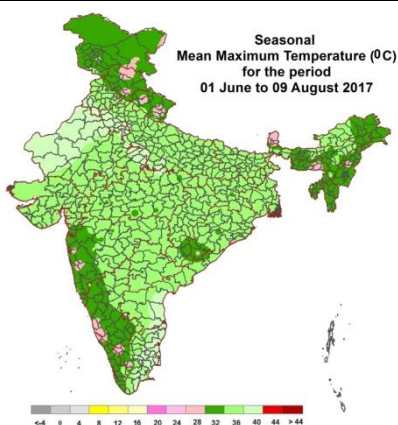 Seasonal
Mean Maximum Temperature (⁰C)
for the period
01 June to 09 August 2017
<-4 0 4 8 12 16 20 24 28 32 36 40 44 > 44